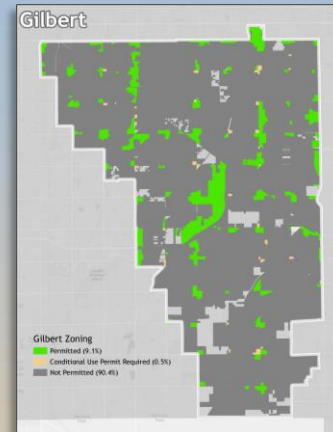 Gilbert
Gilbert Zoning
Permitted (9.1%)
Conditional Use Permit Required (0.5%)
Not Permitted (90.4%)